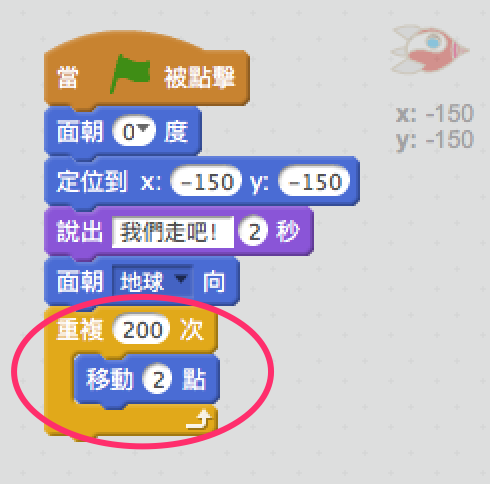 當 被點擊
面朝 0 度
定位到 x: -150 y: -150
說出 我們走吧! 2 秒
面朝 地球 向
重複 200 次
移動 2 點
x: -150
y: -150